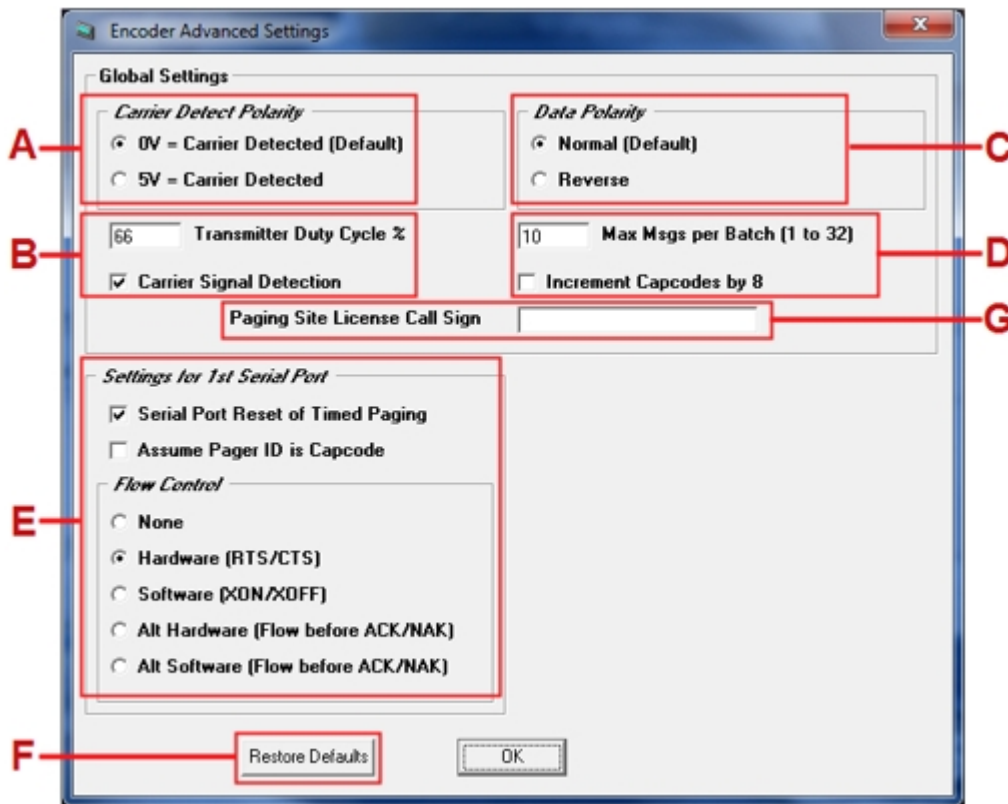 Encoder Advanced Settings
Global Settings
Carrier Detect Polarity
Data Polarity
A
0V = Carrier Detected (Default)
Normal (Default)
C
5V = Carrier Detected
Reverse
B
66 Transmitter Duty Cycle %
10 Max Msgs per Batch (1 to 32)
D
Carrier Signal Detection
Increment Capcodes by 8
Paging Site License Call Sign
G
Settings for 1st Serial Port
Serial Port Reset of Timed Paging
Assume Pager ID is Capcode
Flow Control
E
None
Hardware (RTS/CTS)
Software (XON/XOFF)
Alt Hardware (Flow before ACK/NAK)
Alt Software (Flow before ACK/NAK)
F
Restore Defaults
OK